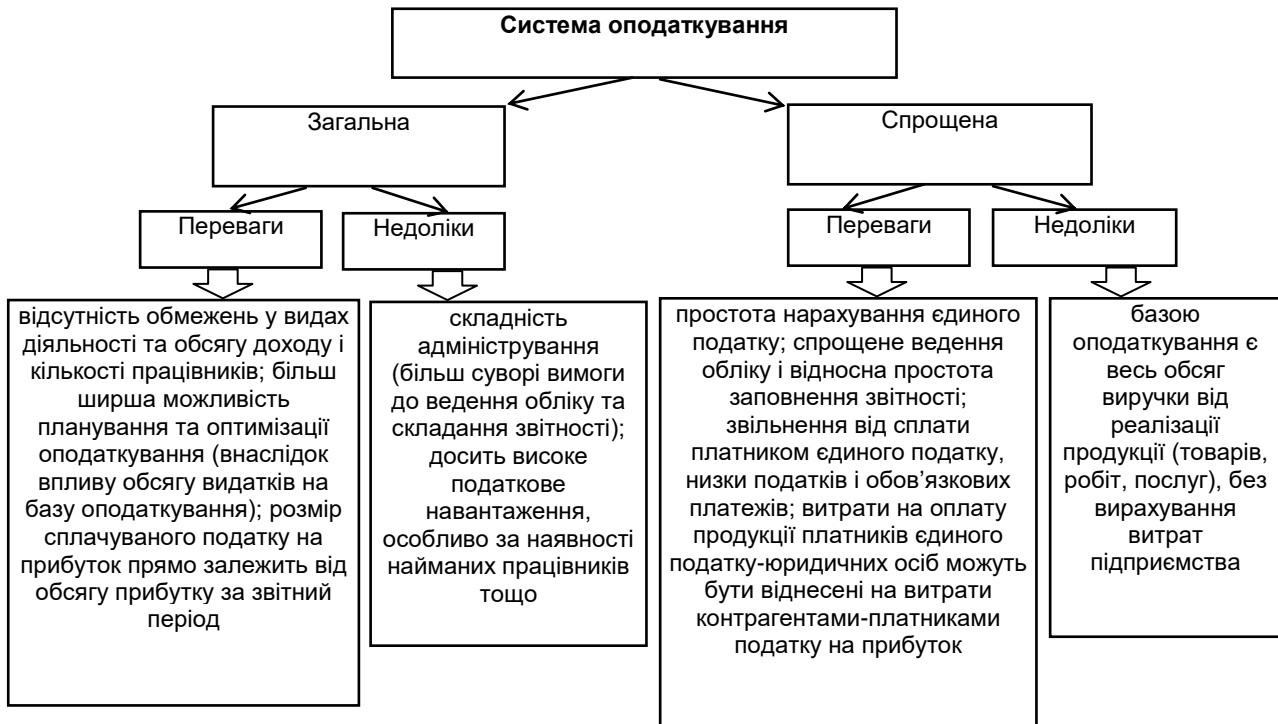 Система оподаткування
Загальна
Спрощена
Переваги
Недоліки
Переваги
Недоліки
відсутність обмежень у видах
діяльності та обсягу доходу і
кількості працівників; більш
ширша можливість
планування та оптимізації
оподаткування (внаслідок
впливу обсягу видатків на
базу оподаткування); розмір
сплачуваного податку на
прибуток прямо залежить від
обсягу прибутку за звітний
період
складність
адміністрування
(більш суворі вимоги
до ведення обліку та
складання звітності);
досить високе
податкове
навантаження,
особливо за наявності
найманих працівників
тощо
простота нарахування єдиного
податку; спрощене ведення
обліку і відносна простота
заповнення звітності;
звільнення від сплати
платником єдиного податку,
низки податків і обов’язкових
платежів; витрати на оплату
продукції платників єдиного
податку-юридичних осіб можуть
бути віднесені на витрати
контрагентами-платниками
податку на прибуток
базою
оподаткування є
весь обсяг
виручки від
реалізації
продукції (товарів,
робіт, послуг), без
вирахування
витрат
підприємства